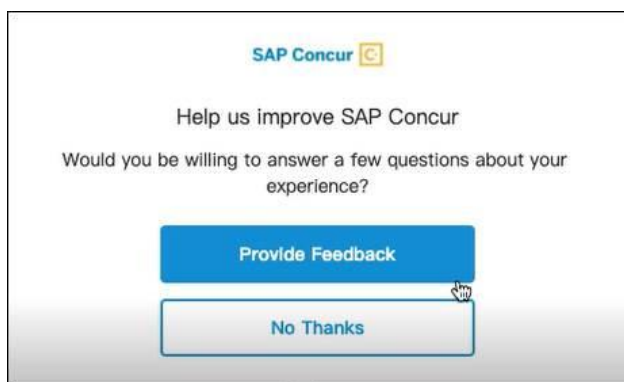 SAP Concur C
Help us improve SAP Concur
Would you be willing to answer a few questions about your
experience?
Provide Feedback
No Thanks